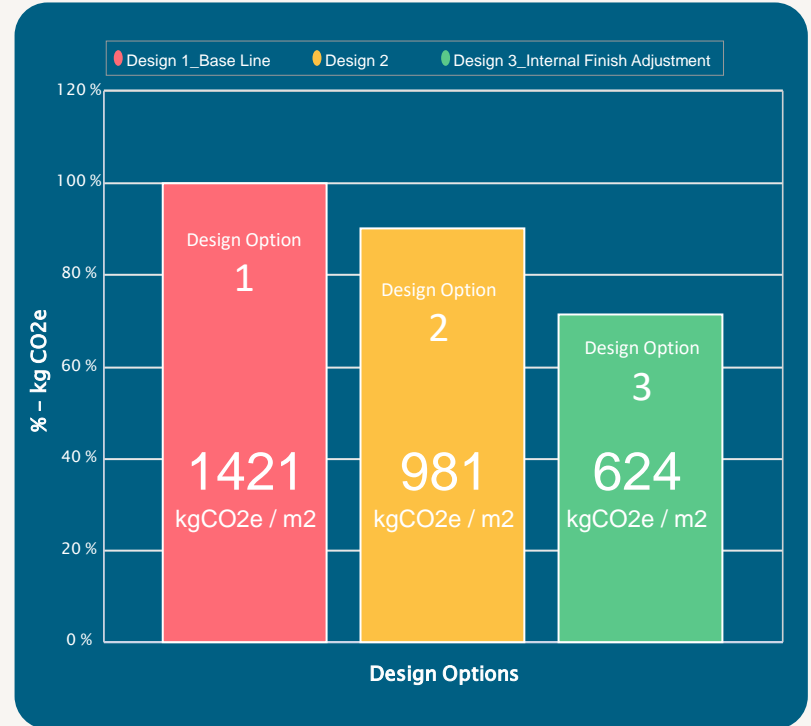 Design 1_Base Line Design 2 Design 3_Internal Finish Adjustment
120 %
100 %
80 %
60 %
40 %
20 %
0 %
% – kg CO2e
Design Option
1
1421
kgCO2e / m2
Design Option
2
981
kgCO2e / m2
Design Option
3
624
kgCO2e / m2
Design Options